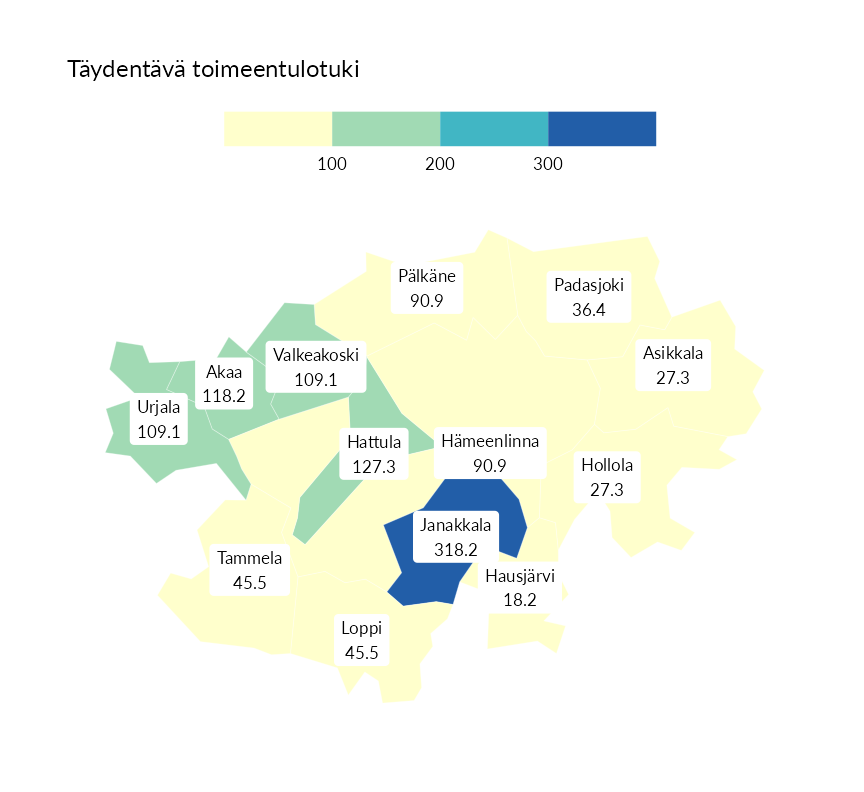 Täydentävä toimeentulotuki
100 200 300
Pälkäne
90.9
Padasjoki
36.4
Valkeakoski
109.1
Asikkala
27.3
Akaa
118.2
Urjala
109.1
Hattula
127.3
Hämeenlinna
90.9
Hollola
27.3
Janakkala
318.2
Tammela
45.5
Hausjärvi
18.2
Loppi
45.5